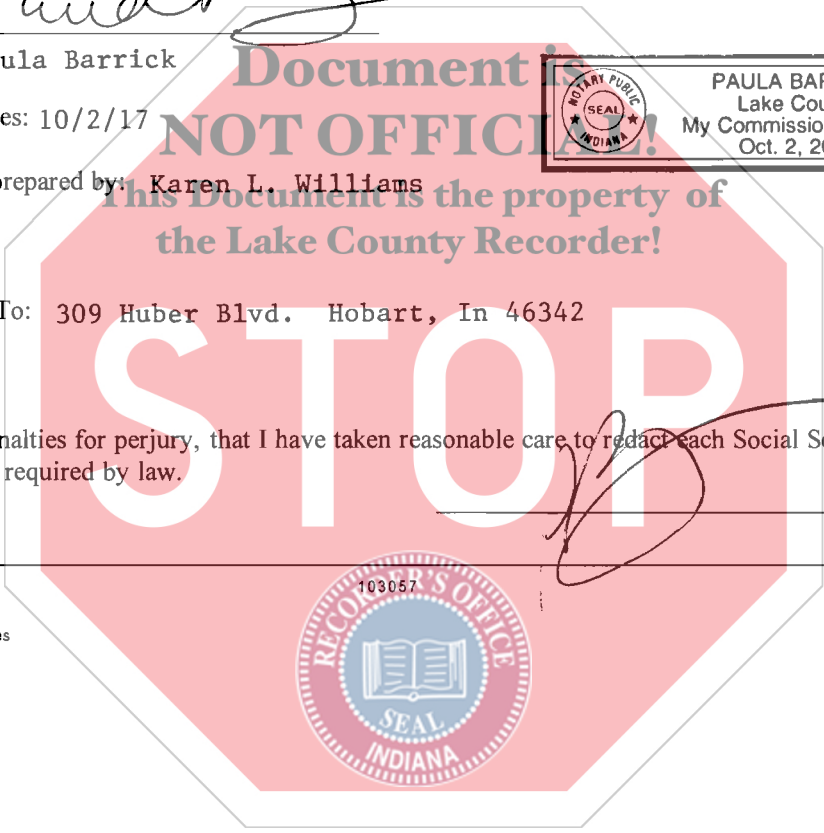 ula Barrick
Document is
es: 10/2/17
NOT OFFICIAL!
NOTARY PUBLIC
SEAL
INDIANA
PAULA BAR
Lake Cou
My Commissio
Oct. 2, 20
prepared by: Karen L. Williams
This Document is the property of
the Lake County Recorder!
To: 309 Huber Blvd. Hobart, In 46342
STOP
nalties for perjury, that I have taken reasonable care to redact each Social Se
required by law.
103057
RECORDER'S OFFICE
SEAL
INDIANA
es